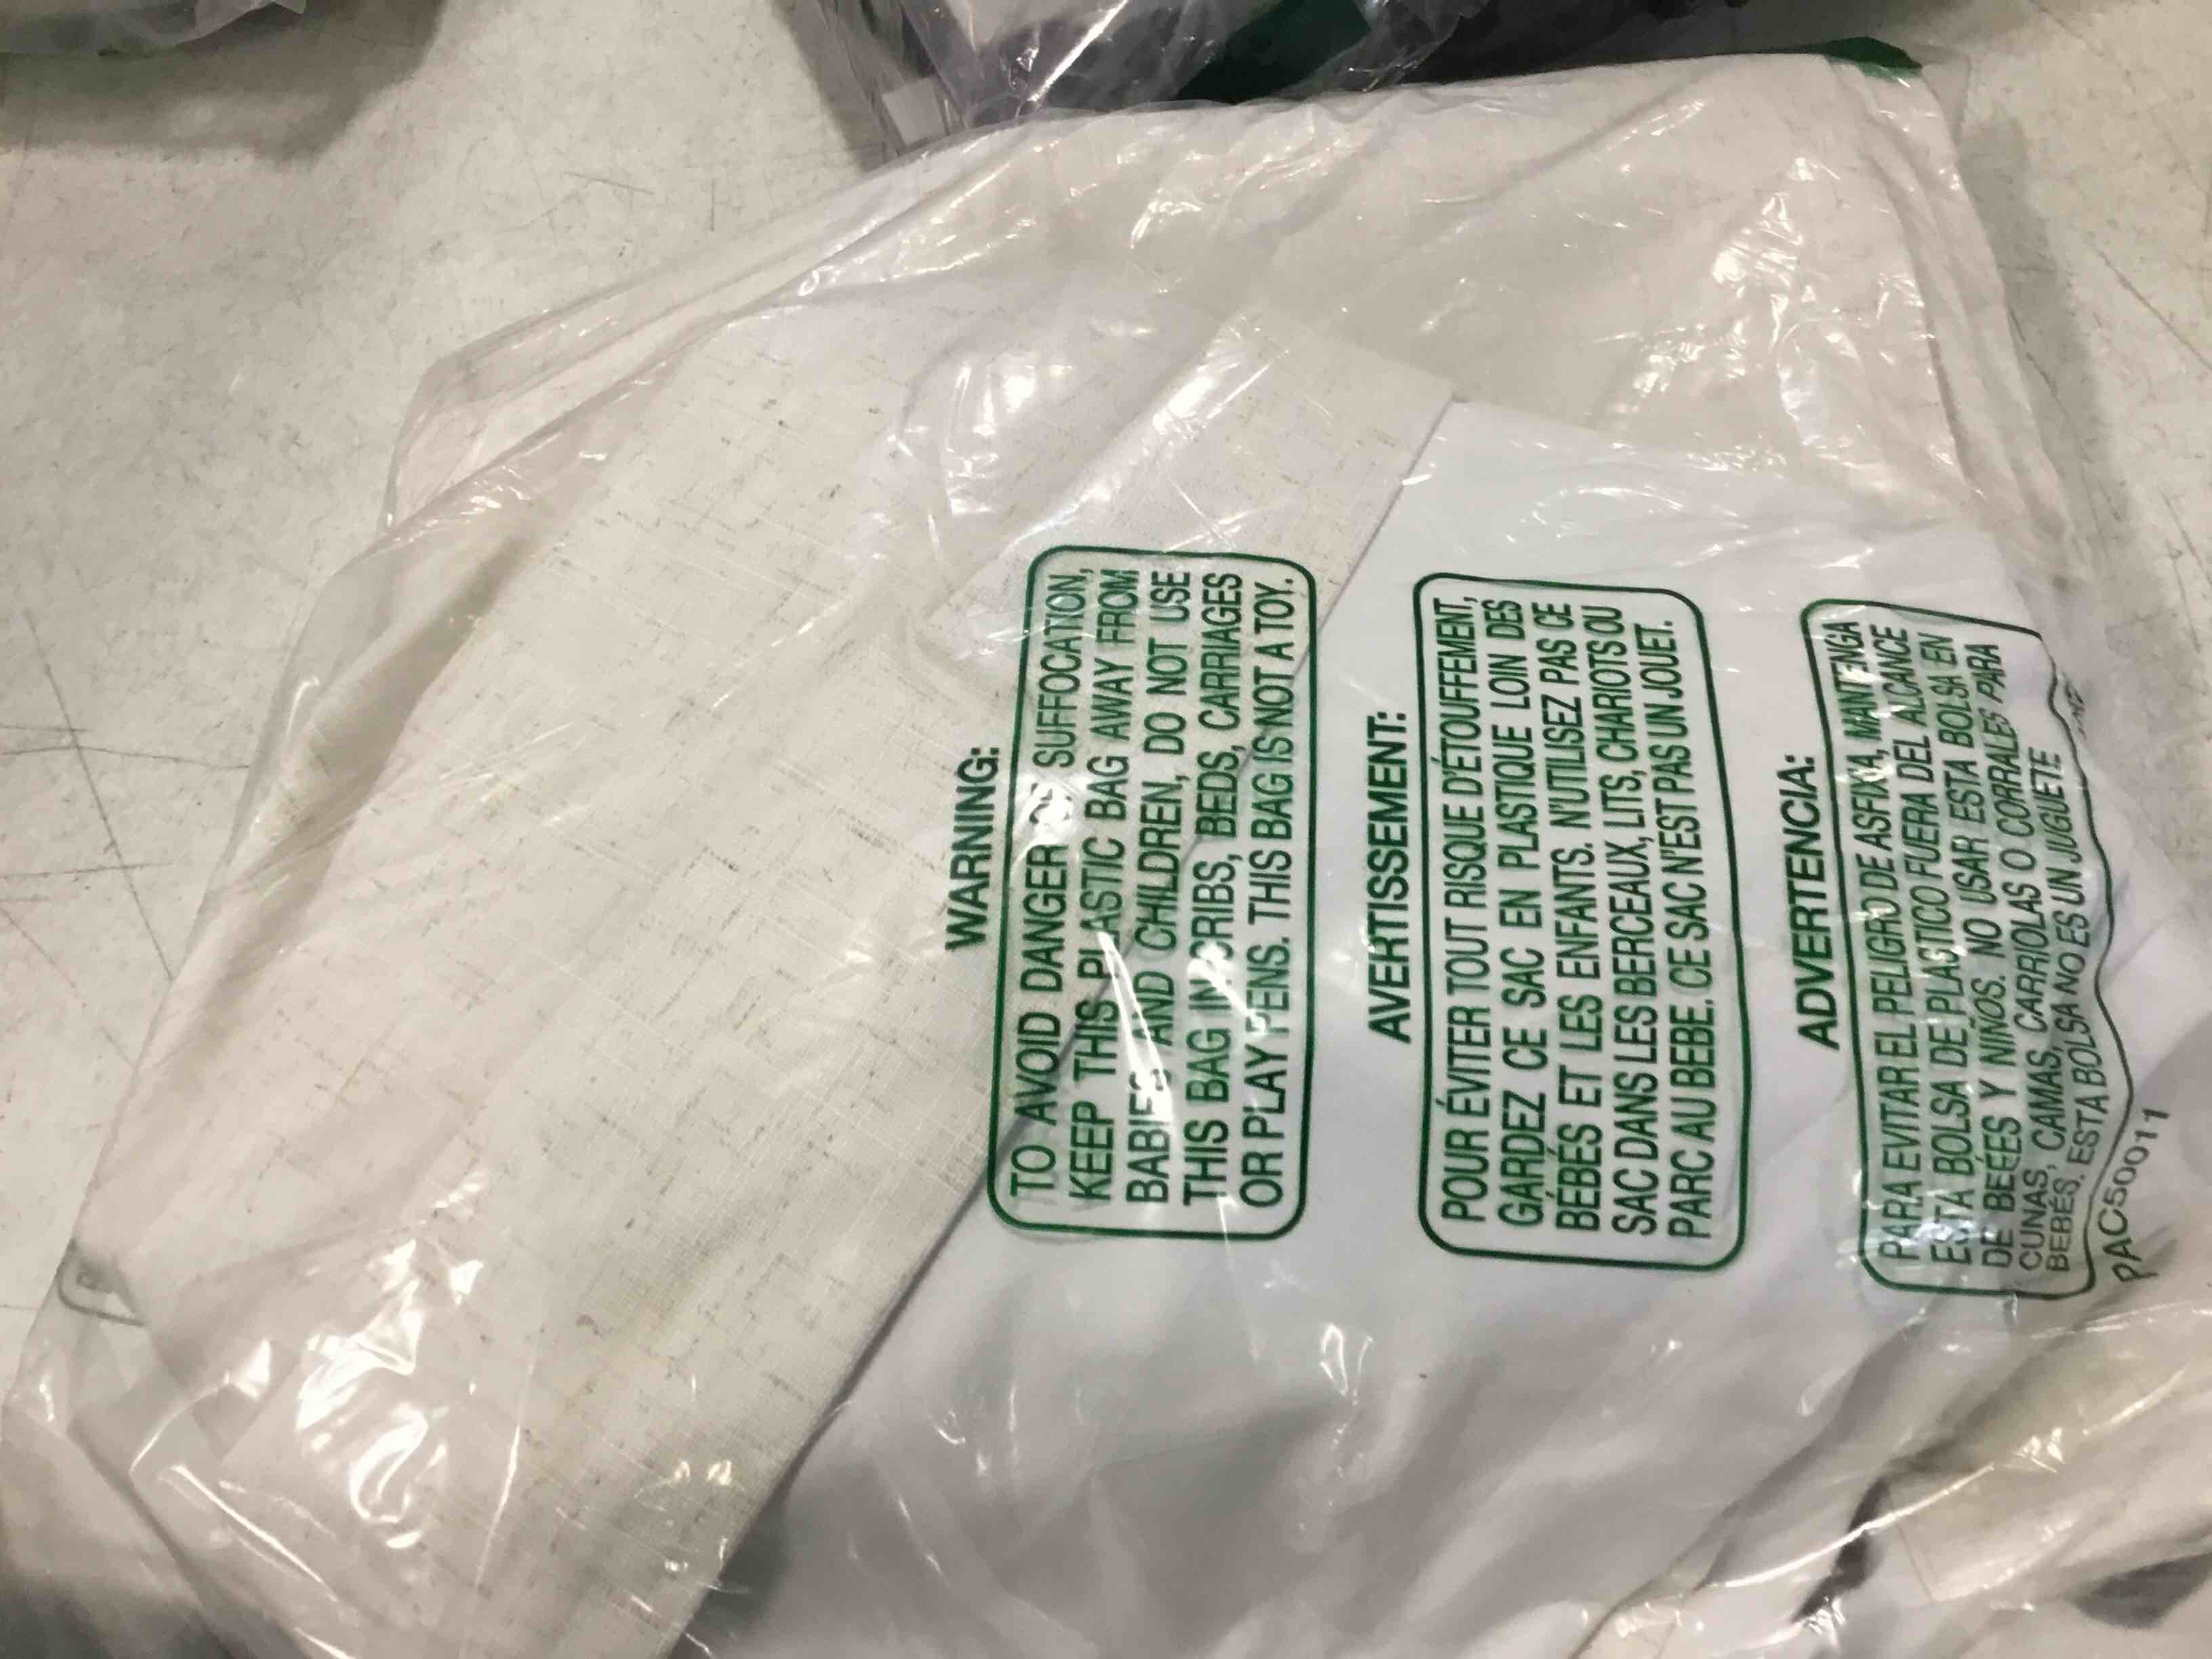 WARNING:
TO AVOID DANGER OF SUFFOCATION,
KEEP THIS PLASTIC BAG AWAY FROM
BABIES AND CHILDREN, DO NOT USE
THIS BAG IN CRIBS, BEDS, CARRIAGES
OR PLAY PENS. THIS BAG IS NOT A TOY.
AVERTISSEMENT:
POUR ÉVITER TOUT RISQUE D'ÉTOUFFEMENT,
GARDEZ CE SAC EN PLASTIQUE LOIN DES
BÉBÉS ET LES ENFANTS. N'UTILISEZ PAS CE
SAC DANS LES BERCEAUX, LITS, CHARIOTS OU
PARC AU BEBE. CE SAC N'EST PAS UN JOUET.
ADVERTENCIA:
PARA EVITAR EL PELIGRO DE ASFIXIA, MANTENGA
ESTA BOLSA DE PLASTICO FUERA DEL ALCANCE
DE BEÉES Y NIÑOS. NO USAR ESTA BOLSA EN
CUNAS, CAMAS, CARRIOLAS O CORRALES PARA
BEBÉS, ESTA BOLSA NO ES UN JUGUETE
PAC50011